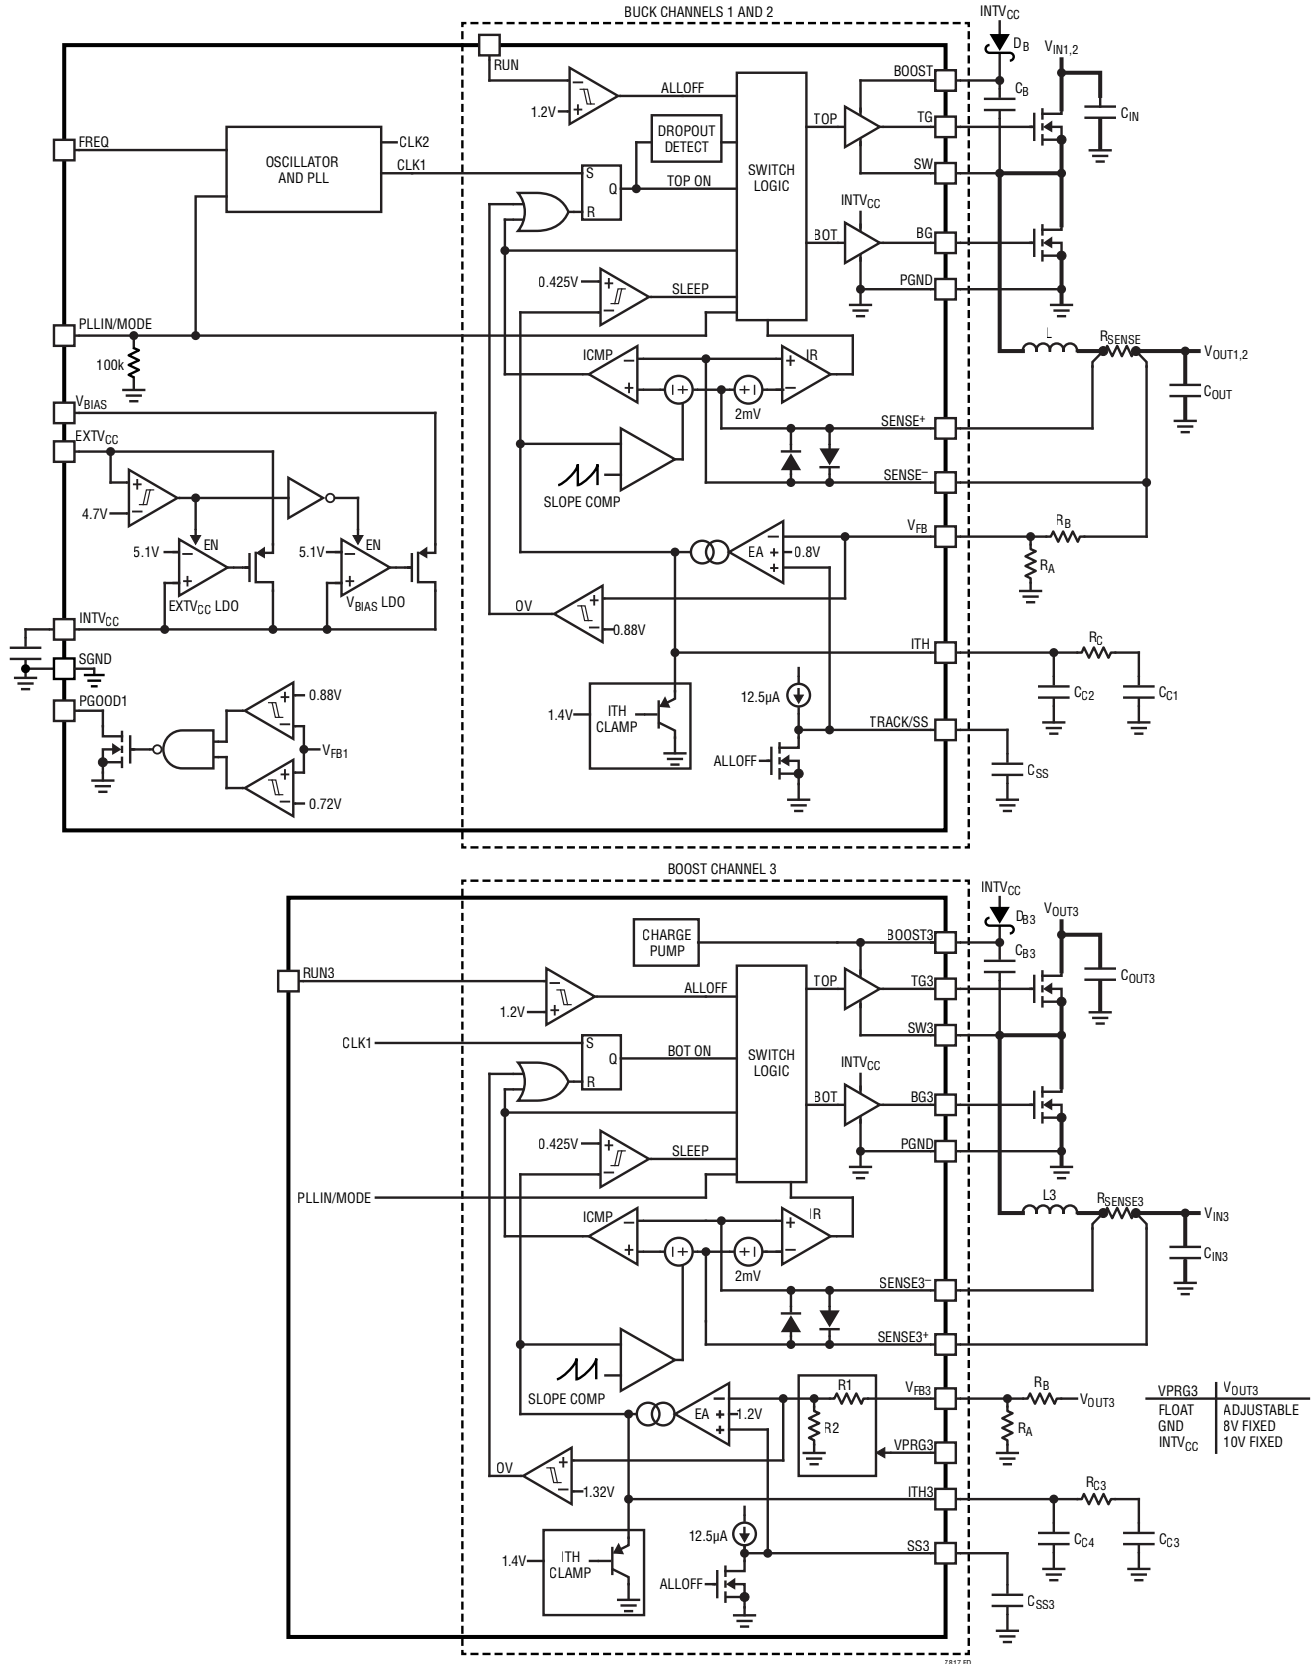 BUCK CHANNELS 1 AND 2
INTVCC
DB
VIN1,2
RUN
BOOST
ALLOFF
1.2V
CB
CIN
TG
TOP
FREQ
DROPOUT
DETECT
CLK2
OSCILLATOR
AND PLL
CLK1
SWITCH
LOGIC
SW
S
Q
TOP ON
R
INTVCC
BOT
BG
0.425V
SLEEP
PGND
PLLIN/MODE
100k
ICMP
IR
L
RSENSE
VOUT1,2
COUT
2mV
VBIAS
SENSE+
EXTVCC
SLOPE COMP
SENSE–
4.7V
VFB
RB
5.1V
EN
5.1V
EN
EA
0.8V
RA
EXTVCC LDO
VBIAS LDO
OV
0.88V
INTVCC
ITH
RC
SGND
CC2
CC1
PGOOD1
0.88V
12.5µA
1.4V
ITH
CLAMP
TRACK/SS
VFB1
ALLOFF
CSS
0.72V
BOOST CHANNEL 3
INTVCC
DB3
VOUT3
CHARGE
PUMP
BOOST3
CB3
COUT3
RUN3
ALLOFF
TOP
TG3
1.2V
SW3
CLK1
S
Q
BOT ON
R
SWITCH
LOGIC
INTVCC
BOT
BG3
0.425V
SLEEP
PGND
PLLIN/MODE
L3
RSENSE3
VIN3
ICMP
IR
CIN3
2mV
SENSE3–
SENSE3+
SLOPE COMP
R1
VFB3
RB
VOUT3
VPRG3 VOUT3
FLOAT ADJUSTABLE
GND 8V FIXED
INTVCC 10V FIXED
EA
1.2V
R2
RA
VPRG3
OV
1.32V
ITH3
RC3
12.5µA
CC4
CC3
SS3
1.4V
ITH
CLAMP
ALLOFF
CSS3
7817 FD